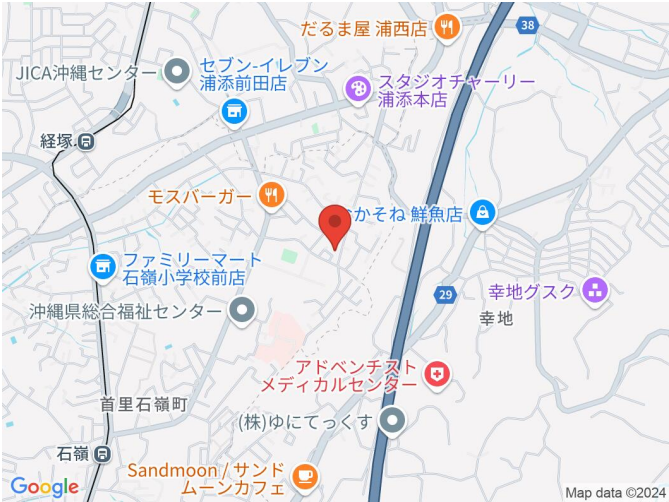 だるま屋 浦西店
38
JICA沖縄センター
セブン-イレブン
浦添前田店
スタジオチャーリー
浦添本店
経塚
モスバーガー
かそね 鮮魚店
ファミリーマート
石嶺小学校前店
29
幸地グスク
沖縄県総合福祉センター
幸地
アドベンチスト
メディカルセンター
首里石嶺町
(株)ゆにてっくす
石嶺
Sandmoon / サンド
ムーンカフェ
Google
Map data ©2024